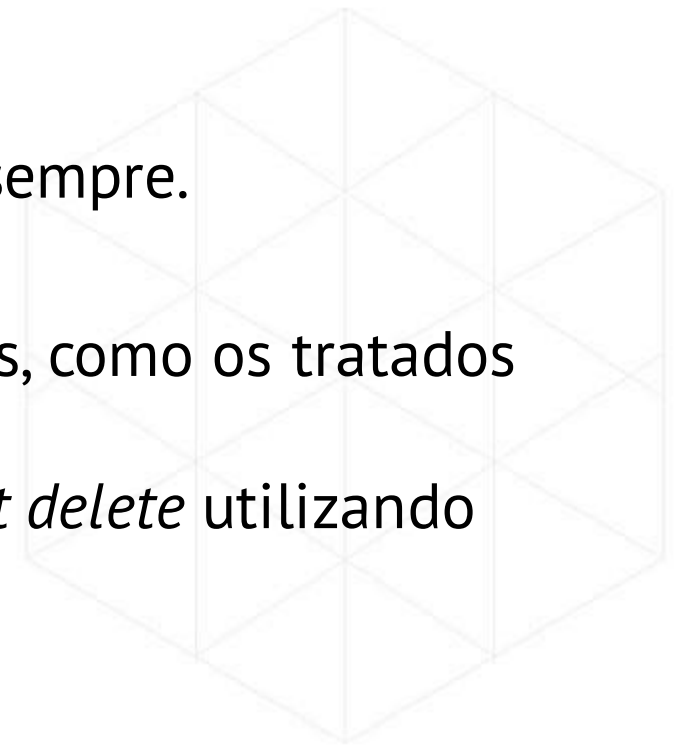 sempre.
s, como os tratados
t delete utilizando